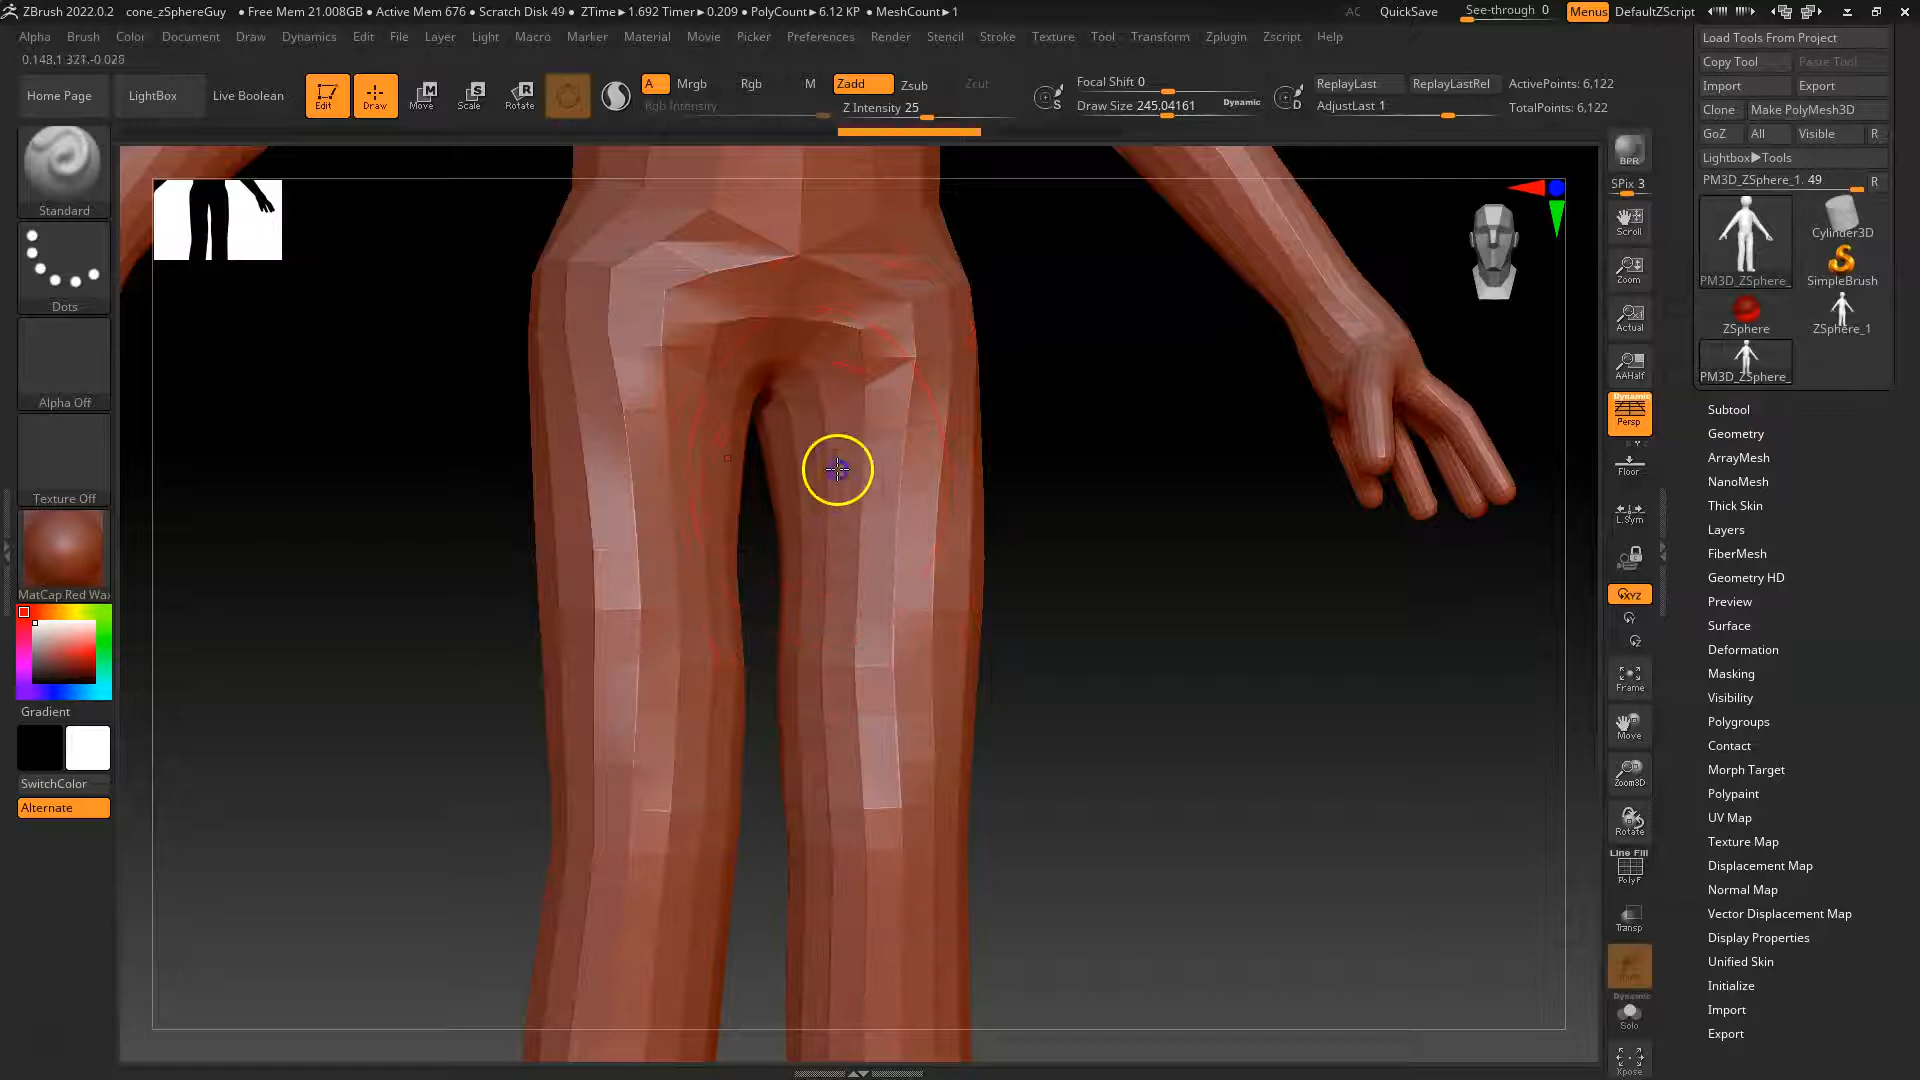 ZBrush 2022.0.2 cone_zSphereGuy • Free Mem 21.008GB • Active Mem 676 • Scratch Disk 49 • ZTime►1.692 Timer►0.209 • PolyCount►6.12 KP • MeshCount►1 AC QuickSave See-through 0 Menus DefaultZScript
Alpha Brush Color Document Draw Dynamics Edit File Layer Light Macro Marker Material Movie Picker Preferences Render Stencil Stroke Texture Tool Transform Zplugin Zscript Help
Home Page LightBox Live Boolean
Edit Draw Move Scale Rotate
A Mrgb Rgb M
Rgb Intensity
Zadd Zsub Zcut
Z Intensity 25
Focal Shift 0
Draw Size 245.04161 Dynamic
ReplayLast ReplayLastRel
AdjustLast 1
ActivePoints: 6,122
TotalPoints: 6,122
Standard
Dots
Alpha Off
Texture Off
MatCap Red Wax
Gradient
SwitchColor
Alternate
BPR
SPix 3
Scroll
Zoom
Actual
AAHalf
Dynamic
Persp
Floor
L.Sym
XYZ
Frame
Move
Zoom3D
Rotate
Line Fill
PolyF
Transp
Dynamic
Solo
Xpose
Load Tools From Project
Copy Tool Paste Tool
Import Export
Clone Make PolyMesh3D
GoZ All Visible R
Lightbox►Tools
PM3D_ZSphere_1. 49 R
PM3D_ZSphere_ Cylinder3D
SimpleBrush
ZSphere ZSphere_1
PM3D_ZSphere_
Subtool
Geometry
ArrayMesh
NanoMesh
Thick Skin
Layers
FiberMesh
Geometry HD
Preview
Surface
Deformation
Masking
Visibility
Polygroups
Contact
Morph Target
Polypaint
UV Map
Texture Map
Displacement Map
Normal Map
Vector Displacement Map
Display Properties
Unified Skin
Initialize
Import
Export